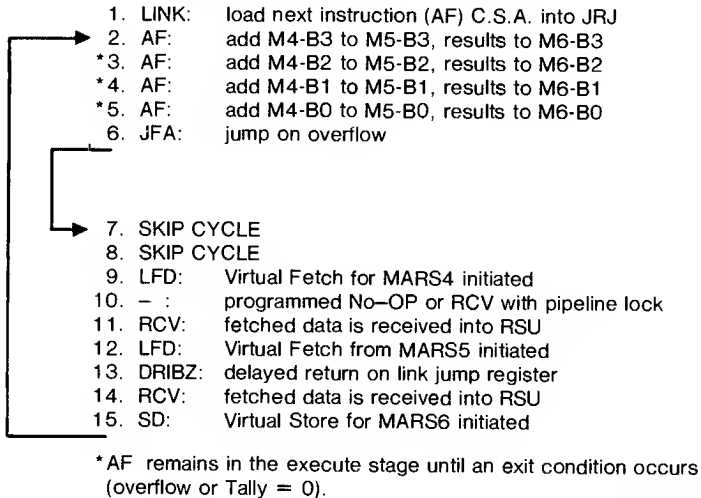 1. LINK: load next instruction (AF) C.S.A. into JRJ
2. AF: add M4-B3 to M5-B3, results to M6-B3
*3. AF: add M4-B2 to M5-B2, results to M6-B2
*4. AF: add M4-B1 to M5-B1, results to M6-B1
*5. AF: add M4-B0 to M5-B0, results to M6-B0
6. JFA: jump on overflow
7. SKIP CYCLE
8. SKIP CYCLE
9. LFD: Virtual Fetch for MARS4 initiated
10. – : programmed No–OP or RCV with pipeline lock
11. RCV: fetched data is received into RSU
12. LFD: Virtual Fetch from MARS5 initiated
13. DRIBZ: delayed return on link jump register
14. RCV: fetched data is received into RSU
15. SD: Virtual Store for MARS6 initiated
*AF remains in the execute stage until an exit condition occurs
(overflow or Tally = 0).